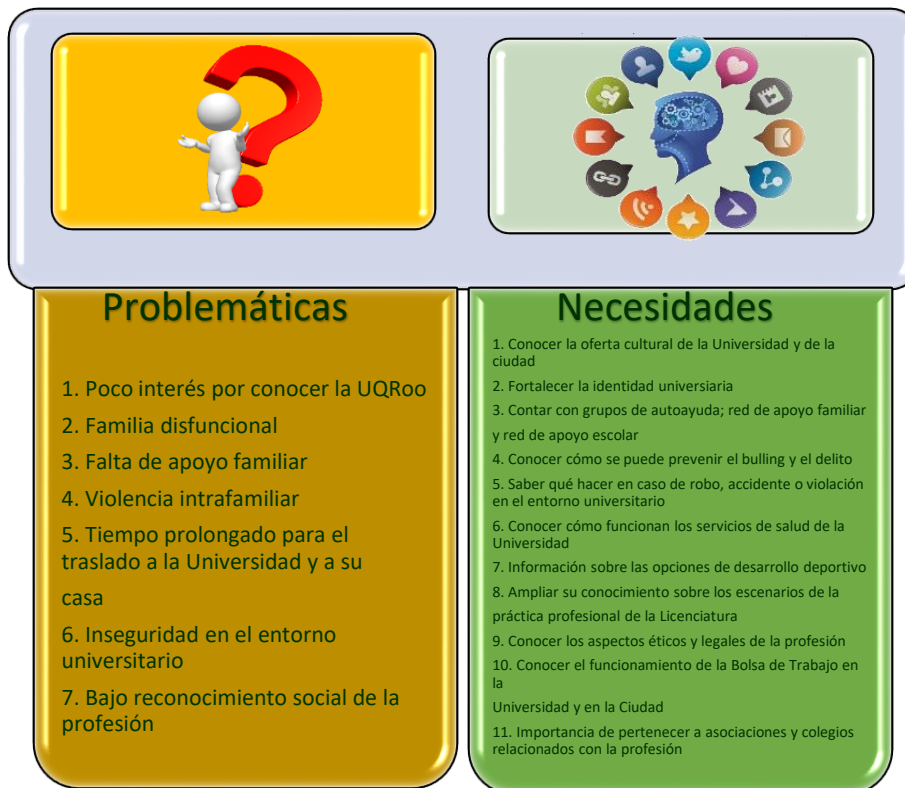 Problemáticas
1. Poco interés por conocer la UQRoo
2. Familia disfuncional
3. Falta de apoyo familiar
4. Violencia intrafamiliar
5. Tiempo prolongado para el
traslado a la Universidad y a su
casa
6. Inseguridad en el entorno
universitario
7. Bajo reconocimiento social de la
profesión
Necesidades
1. Conocer la oferta cultural de la Universidad y de la
ciudad
2. Fortalecer la identidad universiaria
3. Contar con grupos de autoayuda; red de apoyo familiar
y red de apoyo escolar
4. Conocer cómo se puede prevenir el bulling y el delito
5. Saber qué hacer en caso de robo, accidente o violación
en el entorno universitario
6. Conocer cómo funcionan los servicios de salud de la
Universidad
7. Información sobre las opciones de desarrollo deportivo
8. Ampliar su conocimiento sobre los escenarios de la
práctica profesional de la Licenciatura
9. Conocer los aspectos éticos y legales de la profesión
10. Conocer el funcionamiento de la Bolsa de Trabajo en
la
Universidad y en la Ciudad
11. Importancia de pertenecer a asociaciones y colegios
relacionados con la profesión